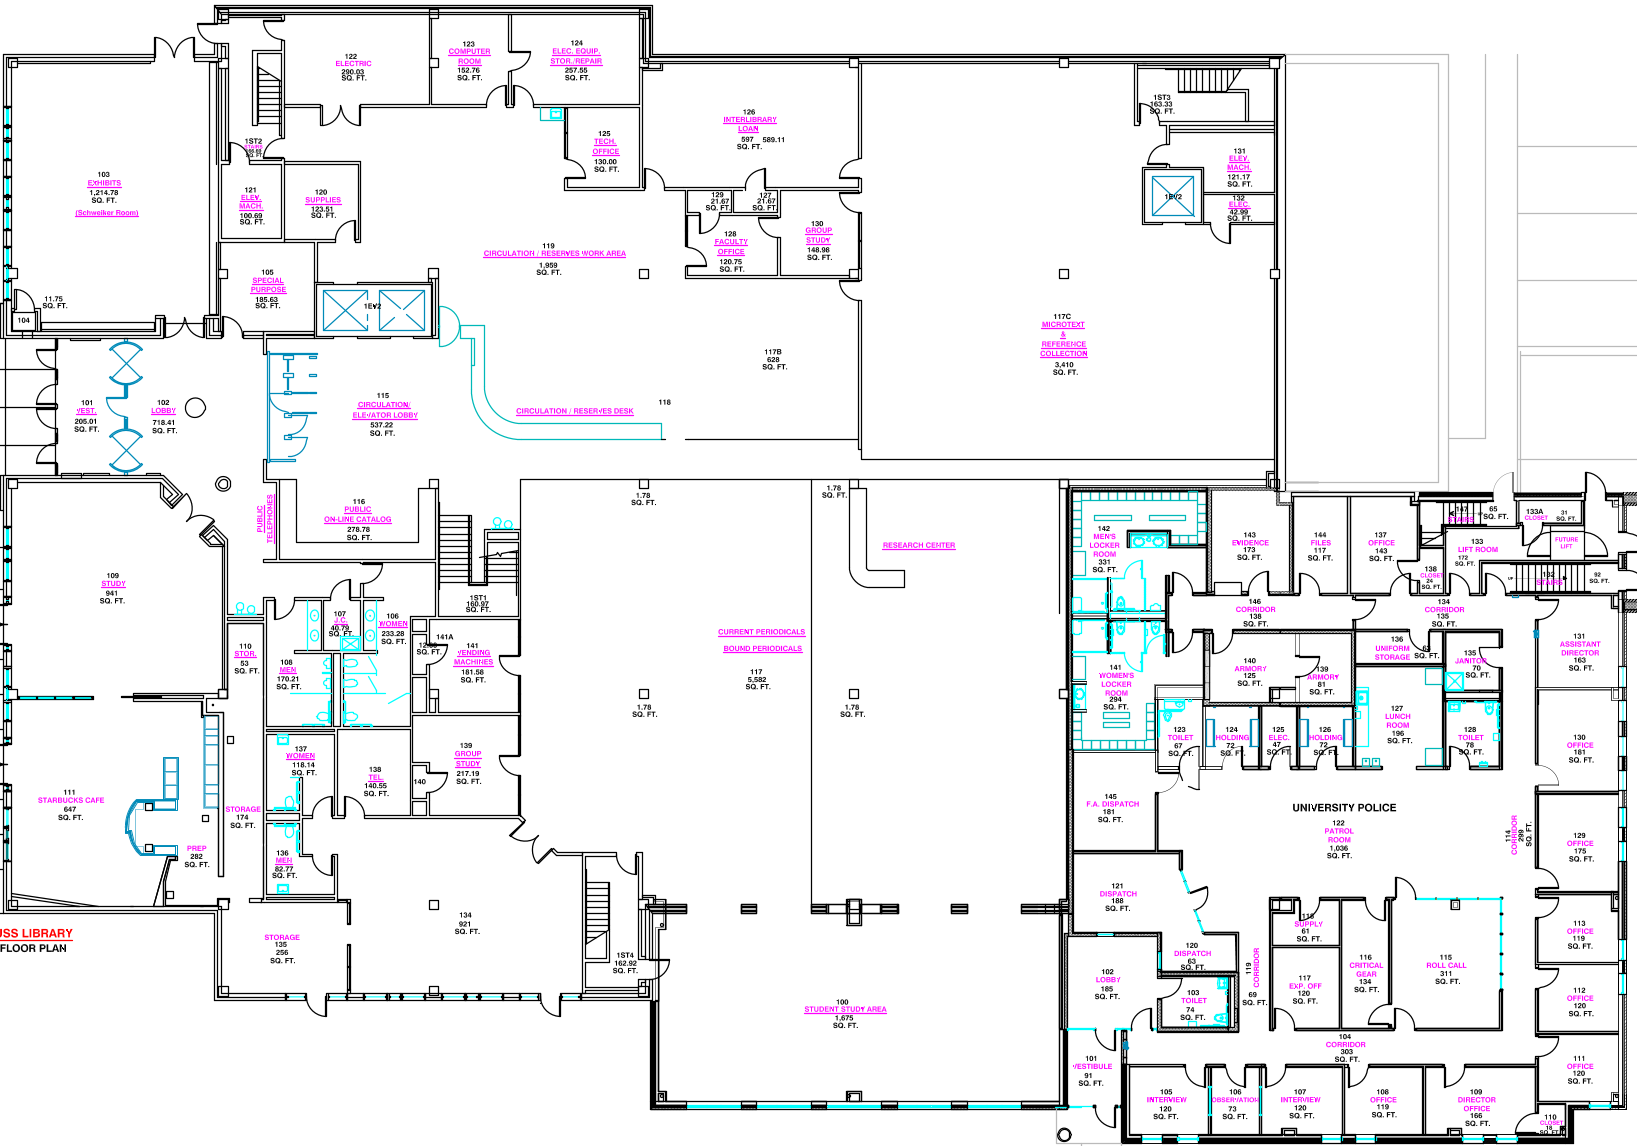 122
ELECTRIC
290.03
SQ. FT.
123
COMPUTER
ROOM
152.76
SQ. FT.
124
ELEC. EQUIP.
STOR./REPAIR
257.55
SQ. FT.
1ST2
126
INTERLIBRARY
LOAN
597 589.11
SQ. FT.
125
TECH.
OFFICE
130.00
SQ. FT.
1ST3
163.33
SQ. FT.
131
ELEV.
MACH.
121.17
SQ. FT.
1EV2
132
ELEC.
42.99
SQ. FT.
103
EXHIBITS
1,214.78
SQ. FT.
(Schweiker Room)
121
ELEV.
MACH.
100.69
SQ. FT.
120
SUPPLIES
123.51
SQ. FT.
129
21.67
SQ. FT.
127
21.67
SQ. FT.
128
FACULTY
OFFICE
120.75
SQ. FT.
130
GROUP
STUDY
148.98
SQ. FT.
119
CIRCULATION / RESERVES WORK AREA
1,959
SQ. FT.
105
SPECIAL
PURPOSE
185.63
SQ. FT.
11.75
SQ. FT.
104
1EV2
117C
MICROTEXT
&
REFERENCE
COLLECTION
3,410
SQ. FT.
117B
628
SQ. FT.
118
CIRCULATION / RESERVES DESK
101
VEST.
205.01
SQ. FT.
102
LOBBY
718.41
SQ. FT.
115
CIRCULATION/
ELEVATOR LOBBY
537.22
SQ. FT.
116
PUBLIC
ON-LINE CATALOG
278.78
SQ. FT.
PUBLIC
TELEPHONES
1.78
SQ. FT.
1.78
SQ. FT.
RESEARCH CENTER
109
STUDY
941
SQ. FT.
1ST1
160.97
SQ. FT.
107
J.C.
40.79
SQ. FT.
106
WOMEN
233.28
SQ. FT.
141A
SQ. FT.
141
VENDING
MACHINES
181.58
SQ. FT.
110
STOR.
53
SQ. FT.
108
MEN
170.21
SQ. FT.
CURRENT PERIODICALS
BOUND PERIODICALS
117
5,582
SQ. FT.
1.78
SQ. FT.
1.78
SQ. FT.
137
WOMEN
118.14
SQ. FT.
138
TEL.
140.55
SQ. FT.
139
GROUP
STUDY
217.19
SQ. FT.
140
111
STARBUCKS CAFE
647
SQ. FT.
STORAGE
174
SQ. FT.
PREP
282
SQ. FT.
136
MEN
82.77
SQ. FT.
134
921
SQ. FT.
STORAGE
135
256
SQ. FT.
1ST4
162.92
SQ. FT.
100
STUDENT STUDY AREA
1,675
SQ. FT.
USS LIBRARY
FLOOR PLAN
142
MEN'S
LOCKER
ROOM
331
SQ. FT.
143
EVIDENCE
173
SQ. FT.
144
FILES
117
SQ. FT.
137
OFFICE
143
SQ. FT.
147
STAIRS
65
SQ. FT.
133A
CLOSET
31
SQ. FT.
133
LIFT ROOM
172
SQ. FT.
FUTURE
LIFT
138
CLOSET
24
SQ. FT.
132
STAIRS
92
SQ. FT.
146
CORRIDOR
138
SQ. FT.
134
CORRIDOR
135
SQ. FT.
136
UNIFORM
STORAGE
63
SQ. FT.
135
JANITOR
70
SQ. FT.
131
ASSISTANT
DIRECTOR
163
SQ. FT.
140
ARMORY
125
SQ. FT.
139
ARMORY
81
SQ. FT.
141
WOMEN'S
LOCKER
ROOM
294
SQ. FT.
127
LUNCH
ROOM
196
SQ. FT.
123
TOILET
67
SQ. FT.
124
HOLDING
72
SQ. FT.
125
ELEC.
47
SQ. FT.
126
HOLDING
72
SQ. FT.
128
TOILET
78
SQ. FT.
130
OFFICE
181
SQ. FT.
145
F.A. DISPATCH
181
SQ. FT.
UNIVERSITY POLICE
122
PATROL
ROOM
1,036
SQ. FT.
114
CORRIDOR
299
SQ. FT.
129
OFFICE
175
SQ. FT.
121
DISPATCH
188
SQ. FT.
118
SUPPLY
61
SQ. FT.
113
OFFICE
119
SQ. FT.
120
DISPATCH
63
SQ. FT.
119
CORRIDOR
69
SQ. FT.
116
CRITICAL
GEAR
134
SQ. FT.
115
ROLL CALL
311
SQ. FT.
102
LOBBY
185
SQ. FT.
103
TOILET
74
SQ. FT.
117
EXP. OFF
120
SQ. FT.
112
OFFICE
120
SQ. FT.
104
CORRIDOR
303
SQ. FT.
101
VESTIBULE
91
SQ. FT.
111
OFFICE
120
SQ. FT.
105
INTERVIEW
120
SQ. FT.
106
OBSERVATION
73
SQ. FT.
107
INTERVIEW
120
SQ. FT.
108
OFFICE
119
SQ. FT.
109
DIRECTOR
OFFICE
166
SQ. FT.
110
CLOSET
SQ. FT.